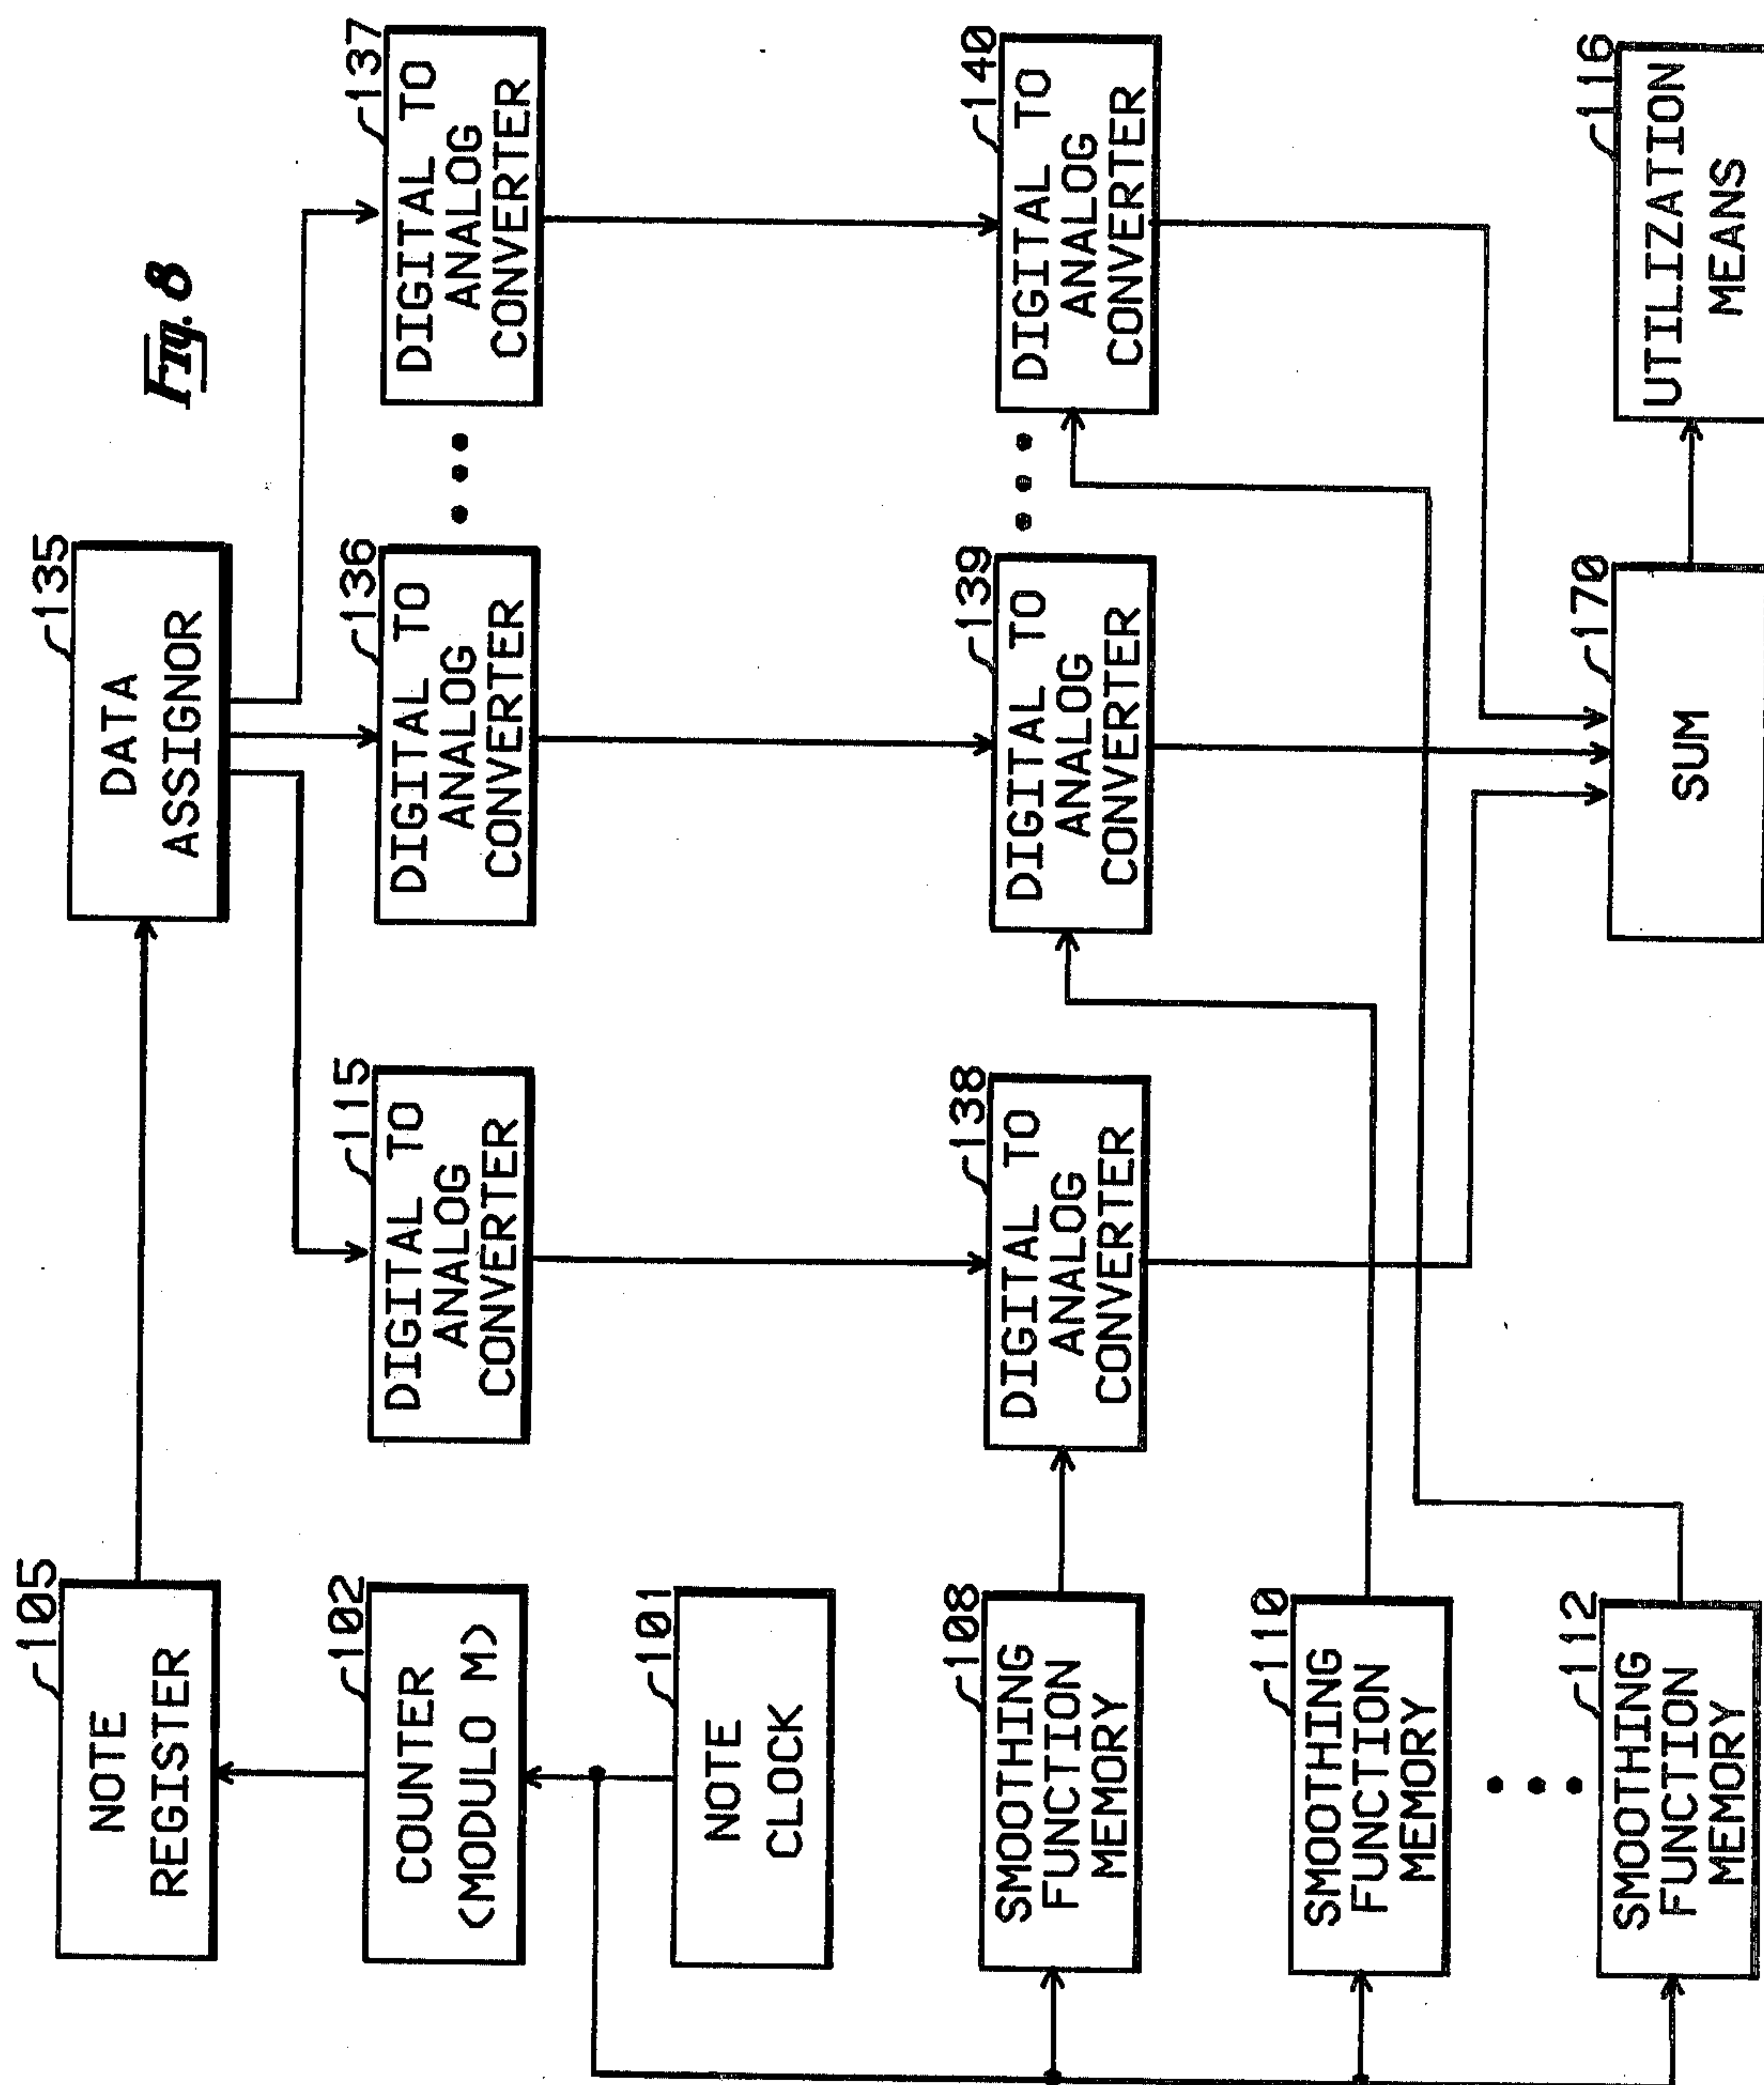 Fig. 8
105
NOTE
REGISTER
135
DATA
ASSIGNOR
102
COUNTER
(MODULO M)
115
DIGITAL TO
ANALOG
CONVERTER
136
DIGITAL TO
ANALOG
CONVERTER
137
DIGITAL TO
ANALOG
CONVERTER
101
NOTE
CLOCK
108
SMOOTHING
FUNCTION
MEMORY
138
DIGITAL TO
ANALOG
CONVERTER
139
DIGITAL TO
ANALOG
CONVERTER
140
DIGITAL TO
ANALOG
CONVERTER
110
SMOOTHING
FUNCTION
MEMORY
112
SMOOTHING
FUNCTION
MEMORY
170
SUM
116
UTILIZATION
MEANS